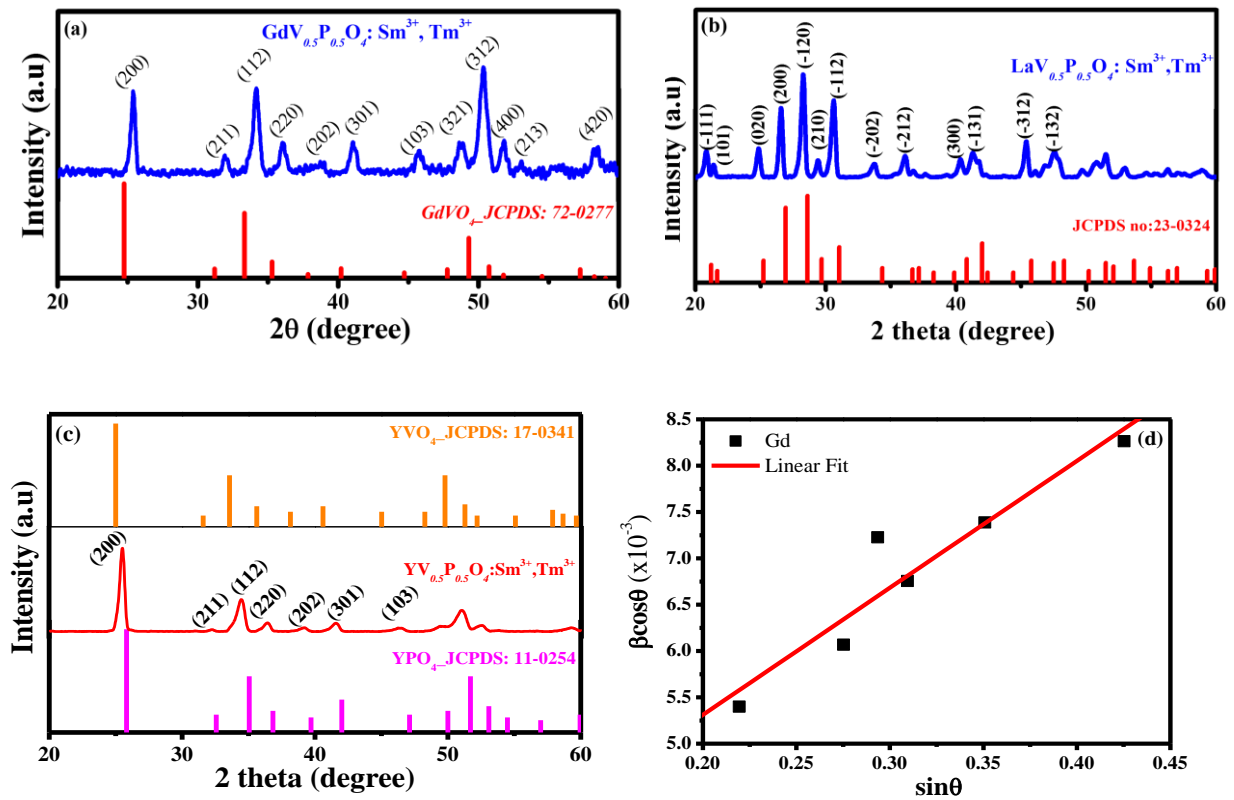 (a)
GdV0.5P0.5O4: Sm3+, Tm3+
(200)
(211)
(112)
(220)
(202)
(301)
(103)
(321)
(312)
(400)
(213)
(420)
GdVO4_JCPDS: 72-0277
Intensity (a.u)
20 30 40 50 60
2θ (degree)
(b)
LaV0.5P0.5O4: Sm3+,Tm3+
(-111)
(101)
(020)
(200)
(-120)
(210)
(-112)
(-202)
(-212)
(300)
(-131)
(-312)
(-132)
JCPDS no:23-0324
Intensity (a.u)
20 30 40 50 60
2 theta (degree)
(c)
YVO4_JCPDS: 17-0341
YV0.5P0.5O4:Sm3+,Tm3+
(200)
(211)
(112)
(220)
(202)
(301)
(103)
YPO4_JCPDS: 11-0254
Intensity (a.u)
20 30 40 50 60
2 theta (degree)
(d)
Gd
Linear Fit
βcosθ (x10-3)
8.5
8.0
7.5
7.0
6.5
6.0
5.5
5.0
0.20 0.25 0.30 0.35 0.40 0.45
sinθ